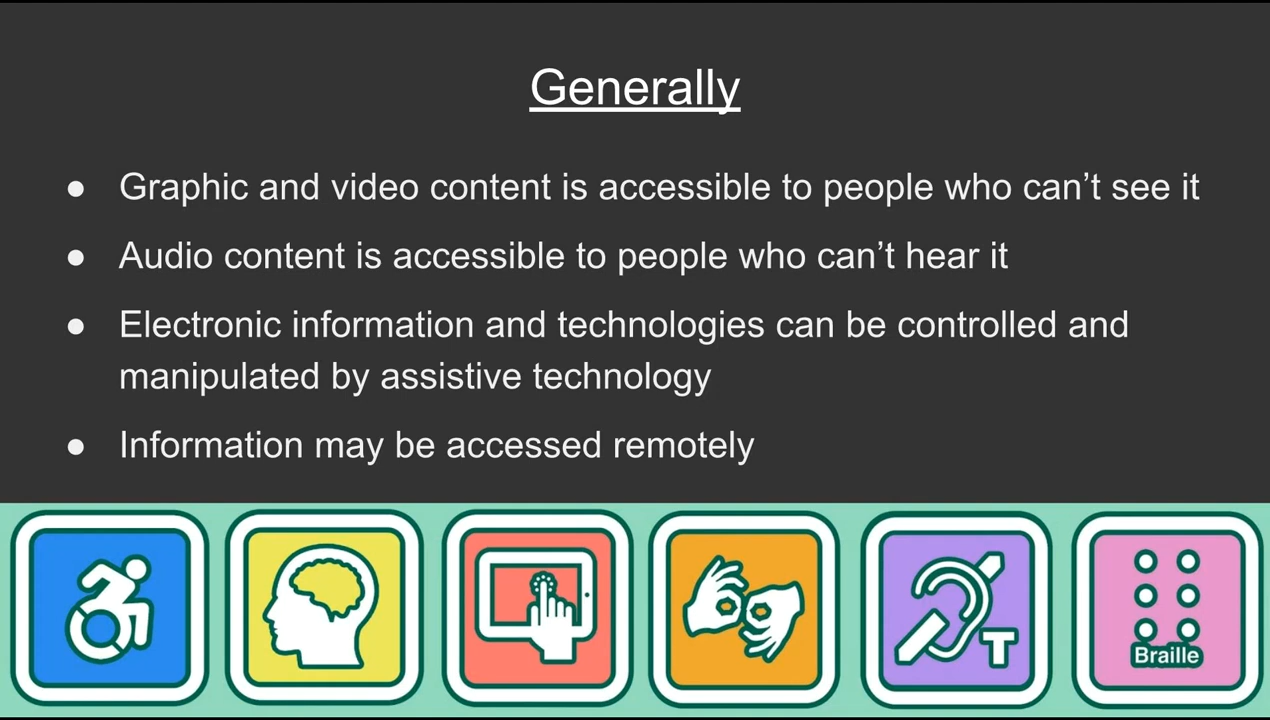 Generally
● Graphic and video content is accessible to people who can’t see it
● Audio content is accessible to people who can’t hear it
● Electronic information and technologies can be controlled and
manipulated by assistive technology
● Information may be accessed remotely
T
Braille